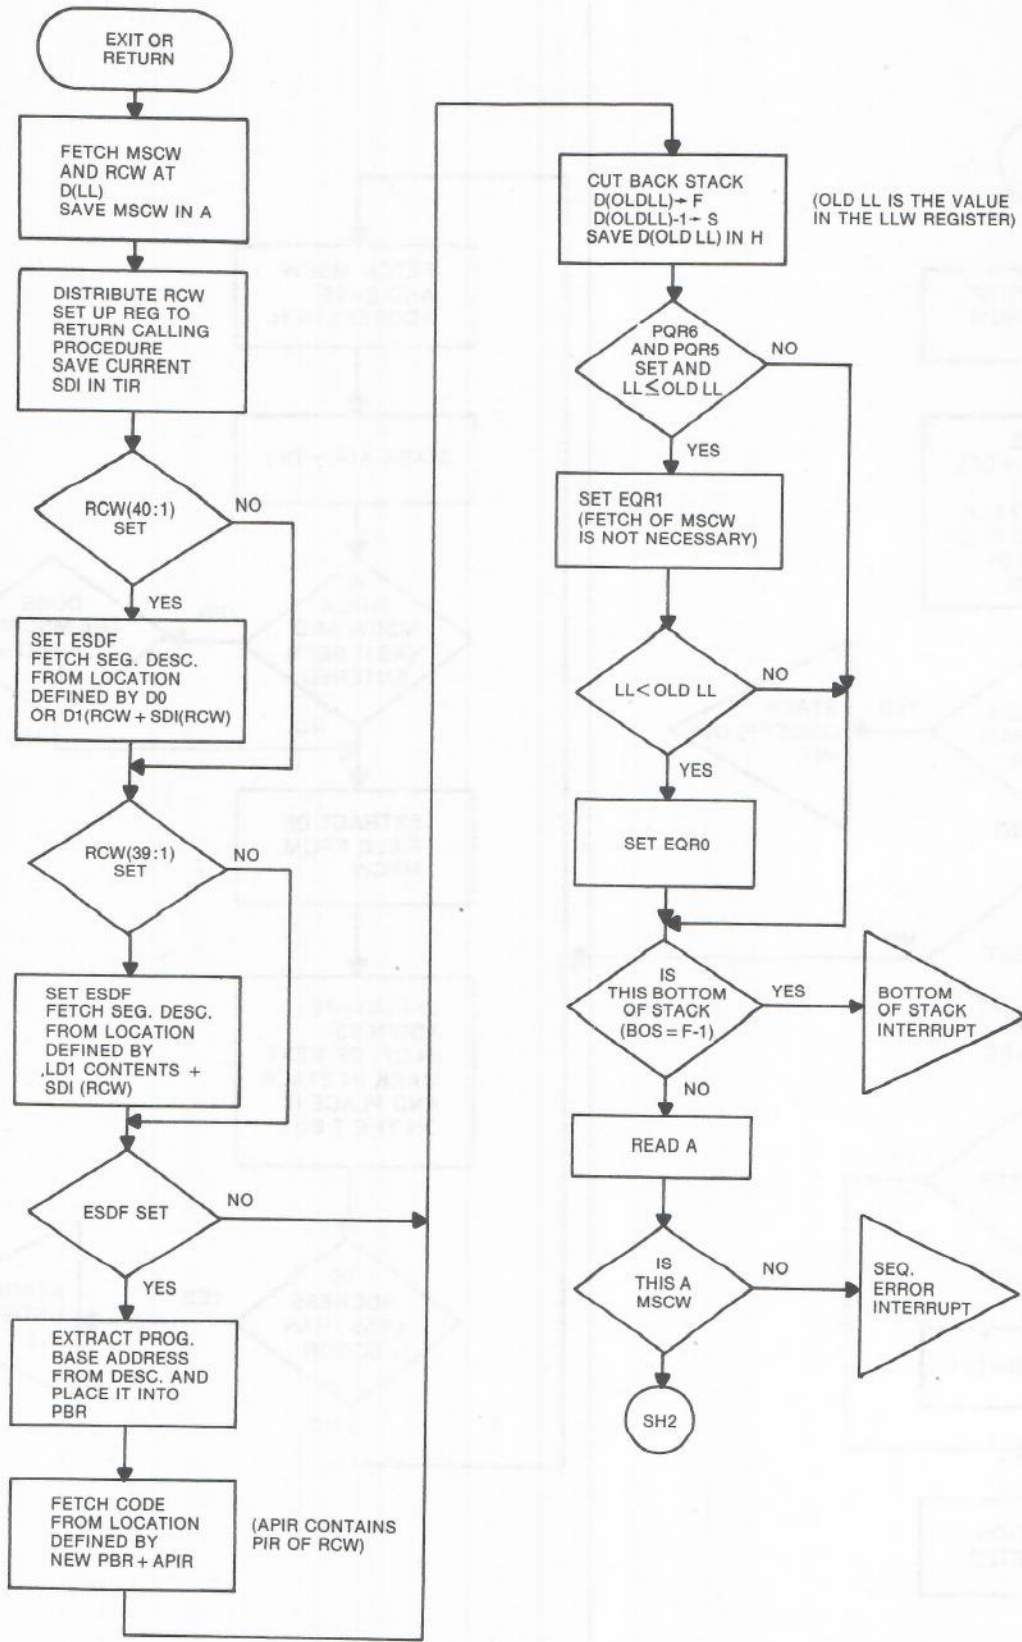 EXIT OR
RETURN
FETCH MSCW
AND RCW AT
D(LL)
SAVE MSCW IN A
DISTRIBUTE RCW
SET UP REG TO
RETURN CALLING
PROCEDURE
SAVE CURRENT
SDI IN TIR
RCW(40:1)
SET
NO
YES
SET ESDF
FETCH SEG. DESC.
FROM LOCATION
DEFINED BY D0
OR D1(RCW + SDI(RCW)
RCW(39:1)
SET
NO
SET ESDF
FETCH SEG. DESC.
FROM LOCATION
DEFINED BY
LD1 CONTENTS +
SDI (RCW)
ESDF SET
NO
YES
EXTRACT PROG.
BASE ADDRESS
FROM DESC. AND
PLACE IT INTO
PBR
FETCH CODE
FROM LOCATION
DEFINED BY
NEW PBR + APIR
(APIR CONTAINS
PIR OF RCW)
CUT BACK STACK
D(OLDLL)→ F
D(OLDLL)-1→ S
SAVE D(OLD LL) IN H
(OLD LL IS THE VALUE
IN THE LLW REGISTER)
PQR6
AND PQR5
SET AND
LL≤OLD LL
NO
YES
SET EQR1
(FETCH OF MSCW
IS NOT NECESSARY)
LL< OLD LL
NO
YES
SET EQR0
IS
THIS BOTTOM
OF STACK
(BOS = F-1)
YES
BOTTOM
OF STACK
INTERRUPT
NO
READ A
IS
THIS A
MSCW
NO
SEQ.
ERROR
INTERRUPT
SH2